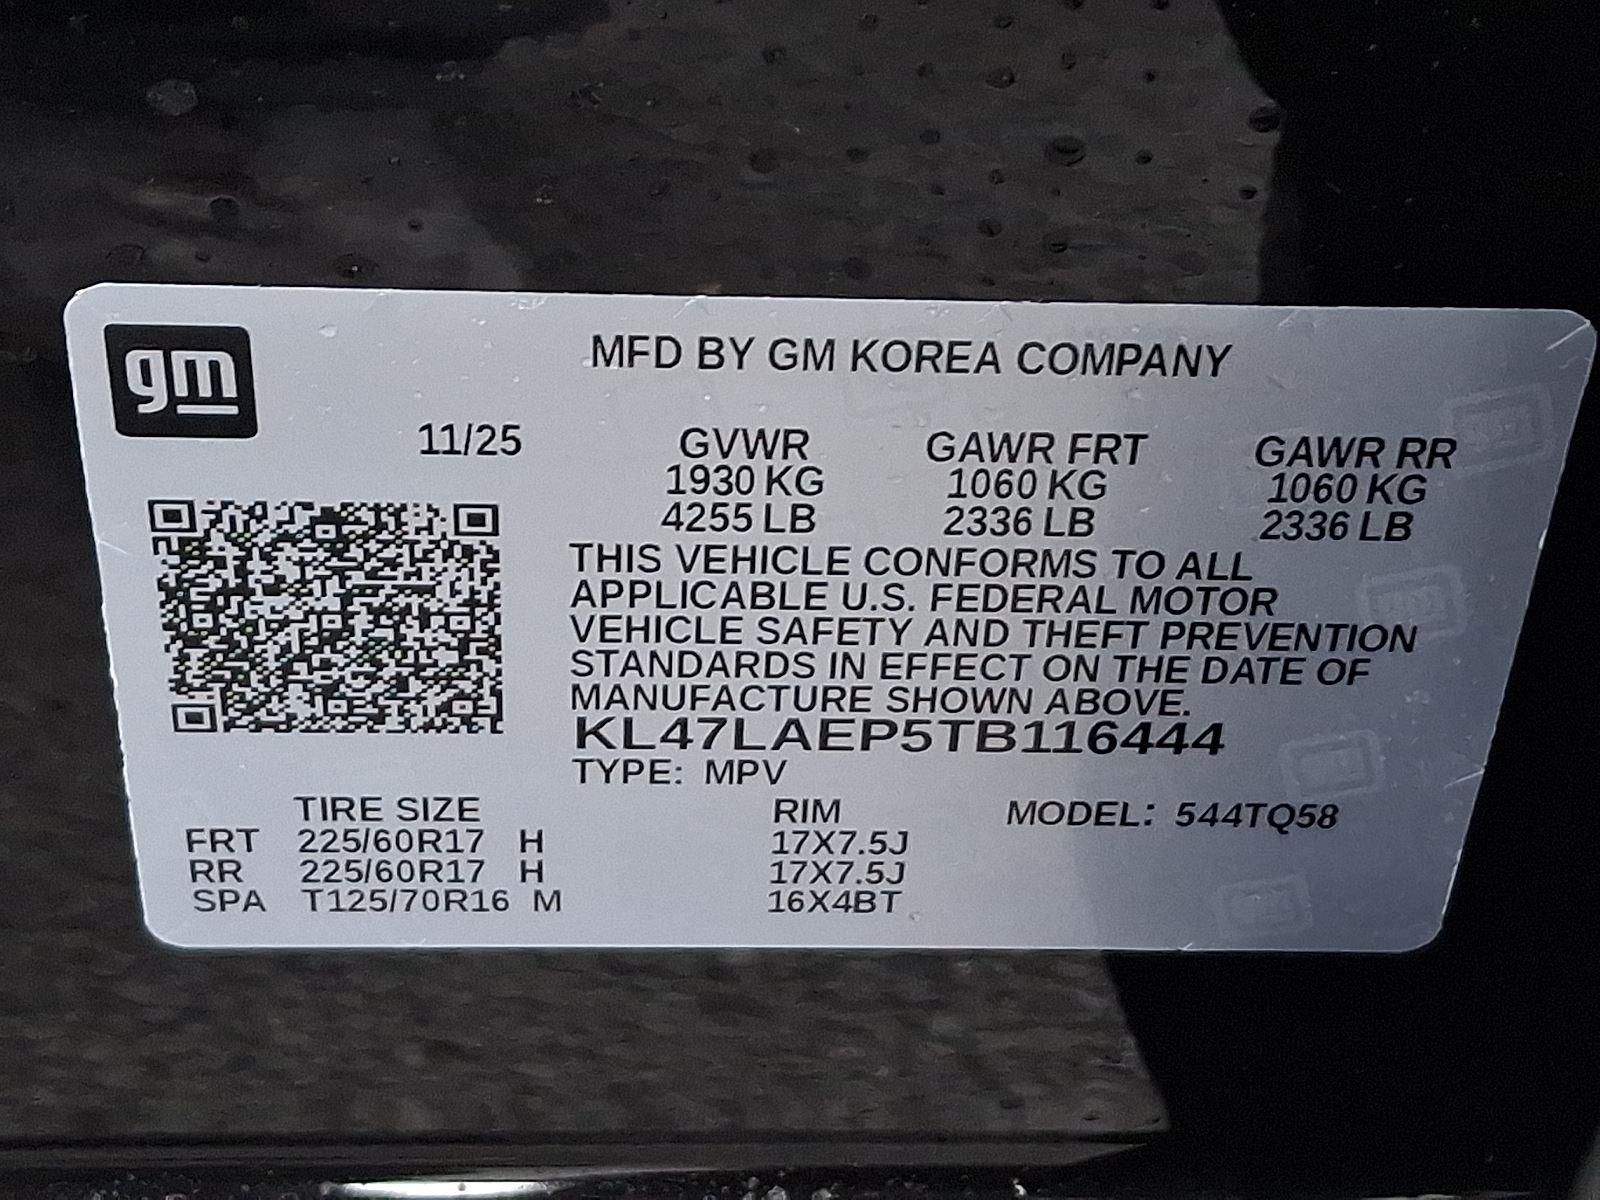 gm
MFD BY GM KOREA COMPANY
11/25 GVWR GAWR FRT GAWR RR
1930 KG 1060 KG 1060 KG
4255 LB 2336 LB 2336 LB
THIS VEHICLE CONFORMS TO ALL
APPLICABLE U.S. FEDERAL MOTOR
VEHICLE SAFETY AND THEFT PREVENTION
STANDARDS IN EFFECT ON THE DATE OF
MANUFACTURE SHOWN ABOVE.
KL47LAEP5TB116444
TYPE: MPV
TIRE SIZE RIM MODEL: 544TQ58
FRT 225/60R17 H 17X7.5J
RR 225/60R17 H 17X7.5J
SPA T125/70R16 M 16X4BT